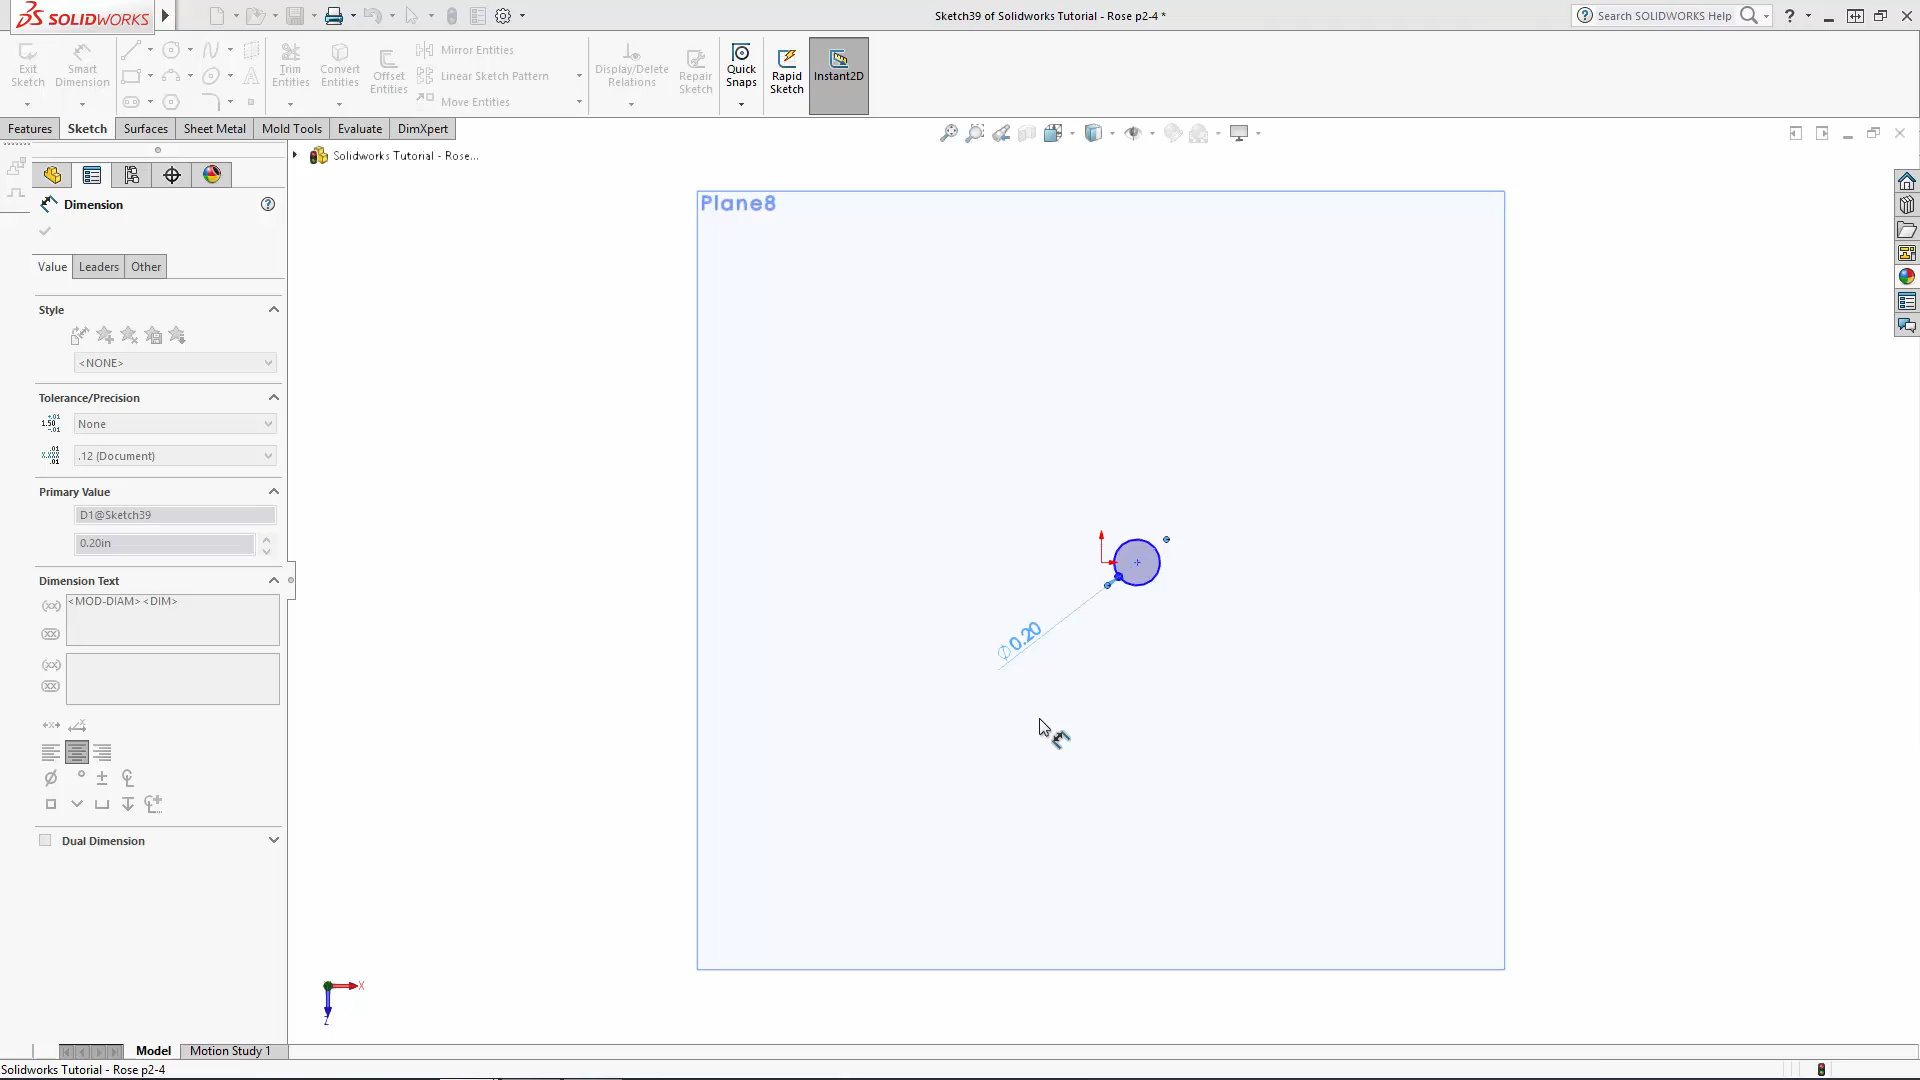 SOLIDWORKS
Sketch39 of Solidworks Tutorial - Rose p2-4 *
Search SOLIDWORKS Help
Exit Sketch
Smart Dimension
Trim Entities
Convert Entities
Offset Entities
Mirror Entities
Linear Sketch Pattern
Move Entities
Display/Delete Relations
Repair Sketch
Quick Snaps
Rapid Sketch
Instant2D
Features
Sketch
Surfaces
Sheet Metal
Mold Tools
Evaluate
DimXpert
Solidworks Tutorial - Rose...
Dimension
Value
Leaders
Other
Style
<NONE>
Tolerance/Precision
None
.12 (Document)
Primary Value
D1@Sketch39
0.20in
Dimension Text
<MOD-DIAM><DIM>
Dual Dimension
Plane8
∅0.20
X
Z
Model
Motion Study 1
Solidworks Tutorial - Rose p2-4